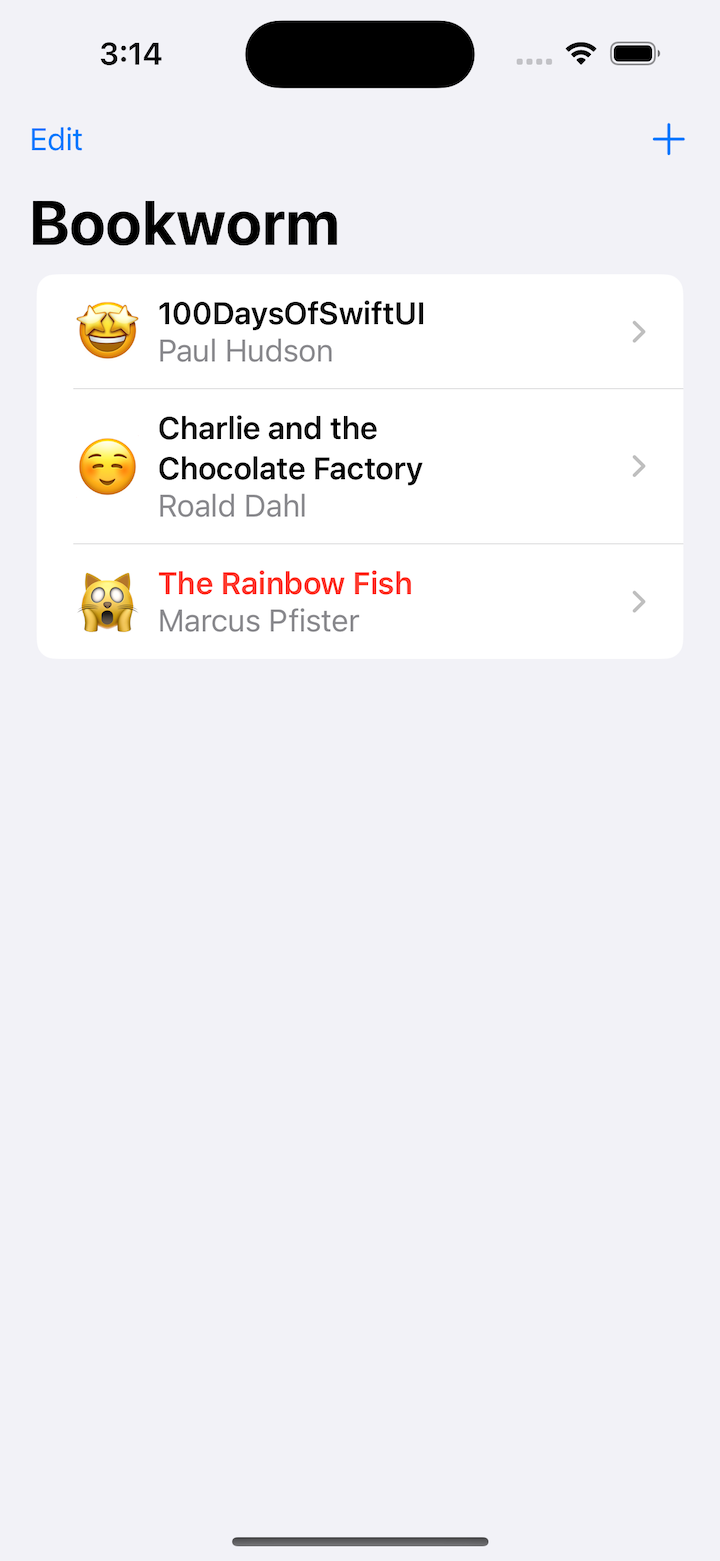 3:14
Edit
Bookworm
100DaysOfSwiftUI
Paul Hudson
Charlie and the
Chocolate Factory
Roald Dahl
The Rainbow Fish
Marcus Pfister